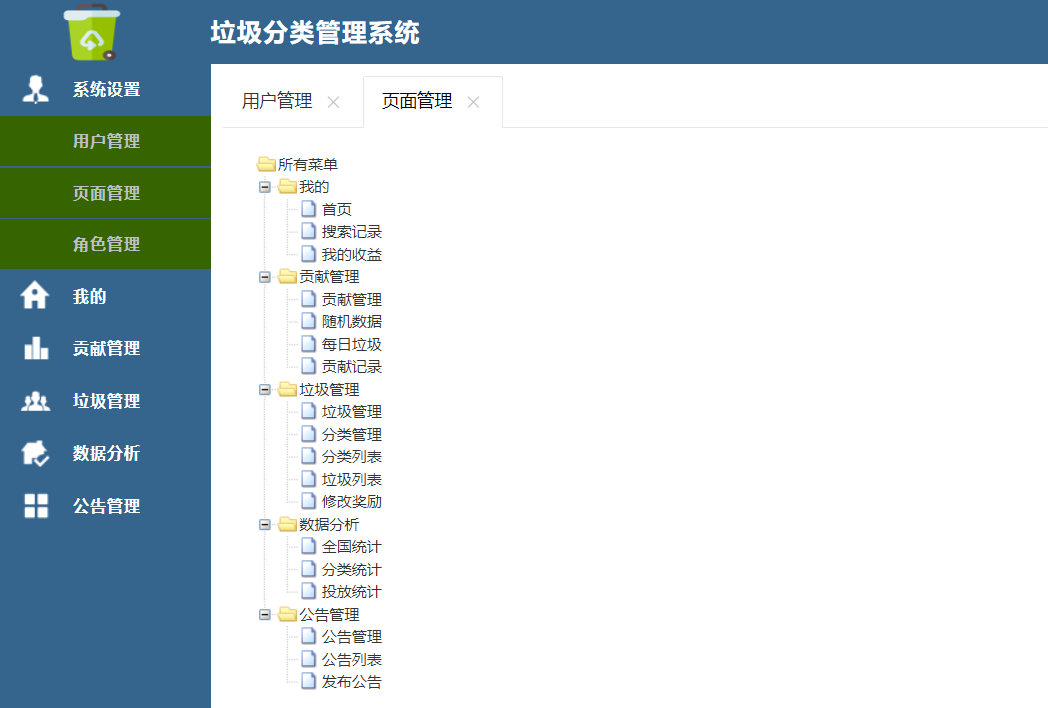 垃圾分类管理系统
系统设置
用户管理
页面管理
角色管理
我的
贡献管理
垃圾管理
数据分析
公告管理
用户管理 页面管理
所有菜单
我的
首页
搜索记录
我的收益
贡献管理
贡献管理
随机数据
每日垃圾
贡献记录
垃圾管理
垃圾管理
分类管理
分类列表
垃圾列表
修改奖励
数据分析
全国统计
分类统计
投放统计
公告管理
公告管理
公告列表
发布公告